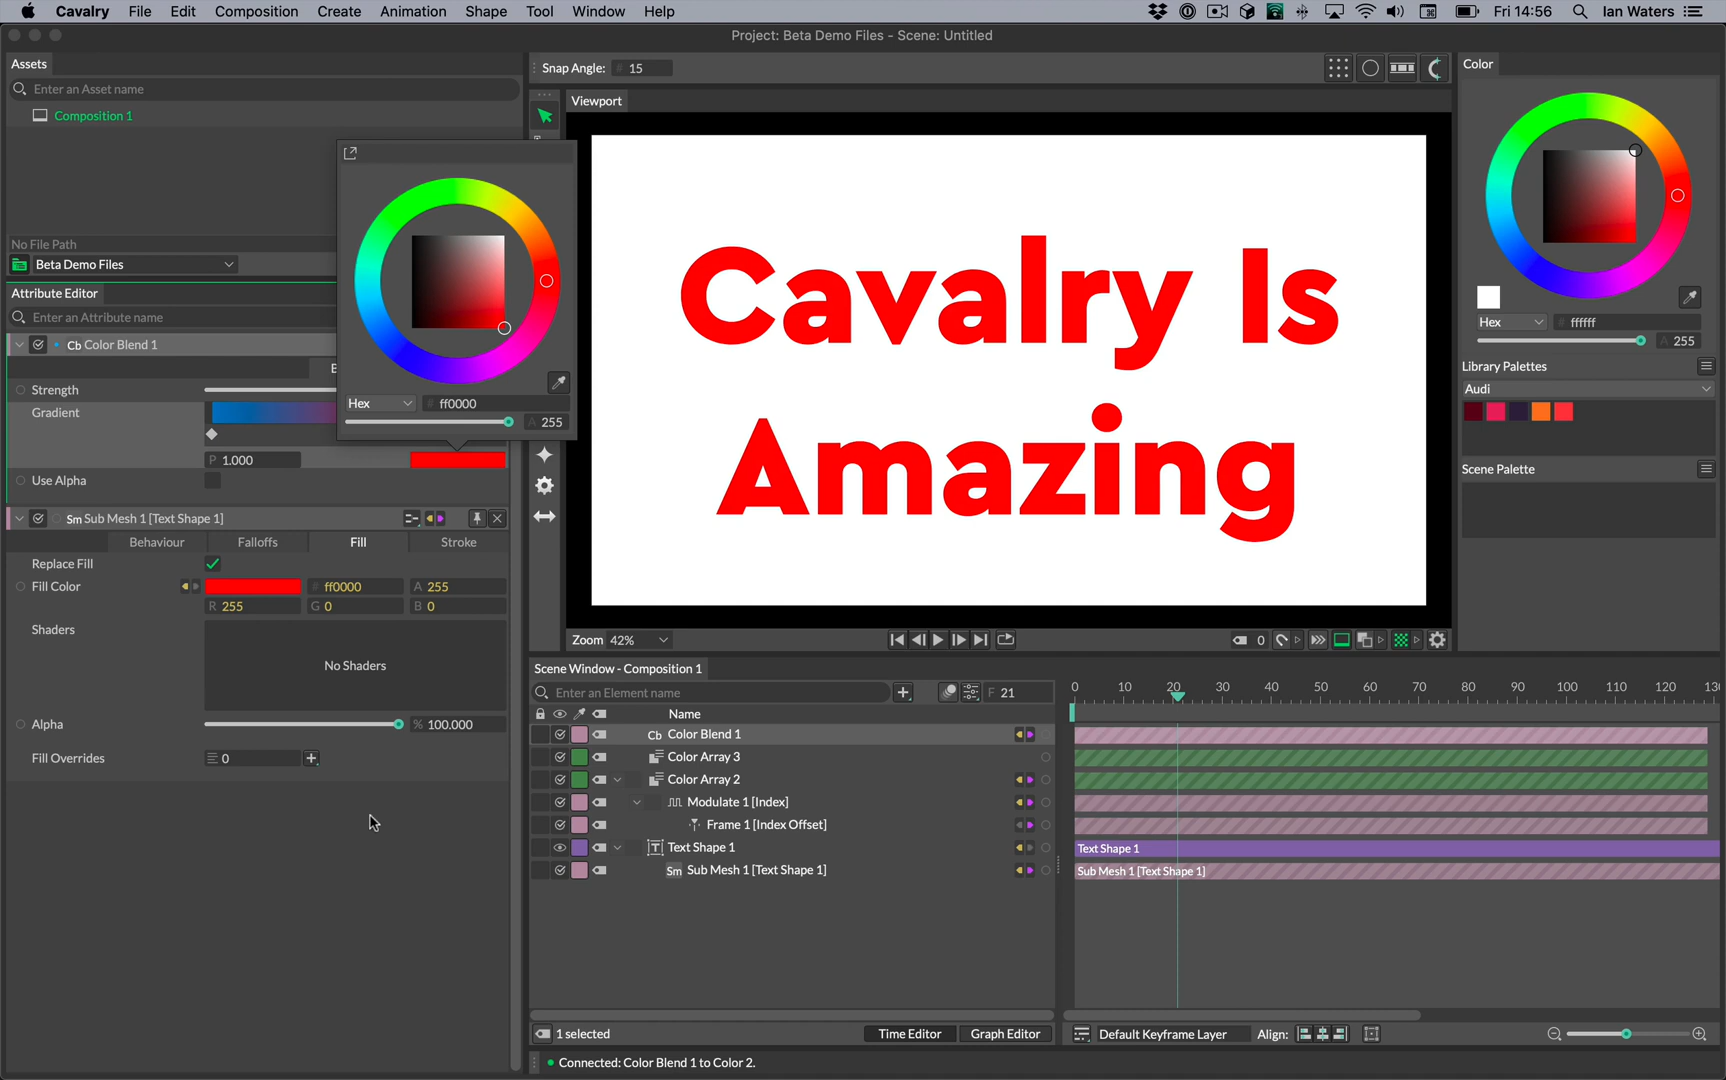 Cavalry File Edit Composition Create Animation Shape Tool Window Help Fri 14:56 Ian Waters
Project: Beta Demo Files - Scene: Untitled
Assets
Enter an Asset name
Composition 1
No File Path
Beta Demo Files
Attribute Editor
Enter an Attribute name
Cb Color Blend 1
Strength
Gradient
P 1.000
Use Alpha
Hex # ff0000
A 255
Sm Sub Mesh 1 [Text Shape 1]
Behaviour Falloffs Fill Stroke
Replace Fill
Fill Color # ff0000 A 255
R 255 G 0 B 0
Shaders
No Shaders
Alpha % 100.000
Fill Overrides 0
Snap Angle: # 15
Viewport
Cavalry Is
Amazing
Zoom 42%
0
Color
Hex # ffffff
A 255
Library Palettes
Audi
Scene Palette
Scene Window - Composition 1
Enter an Element name F 21
0 10 20 30 40 50 60 70 80 90 100 110 120 130
Name
Cb Color Blend 1
Color Array 3
Color Array 2
Modulate 1 [Index]
Frame 1 [Index Offset]
Text Shape 1 Text Shape 1
Sm Sub Mesh 1 [Text Shape 1] Sub Mesh 1 [Text Shape 1]
1 selected Time Editor Graph Editor Default Keyframe Layer Align:
Connected: Color Blend 1 to Color 2.